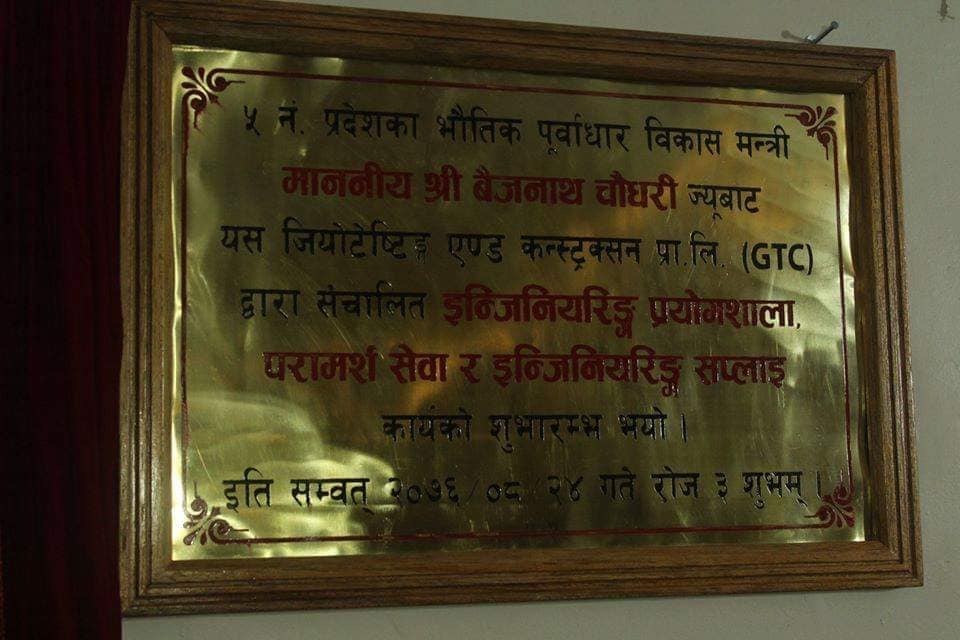 ५ नं. प्रदेशका भौतिक पूर्वाधार विकास मन्त्री
माननीय श्री बैजनाथ चौधरी ज्यूबाट
यस जियोटेष्टिङ्ग एण्ड कन्स्ट्रक्सन प्रा.लि. (GTC)
द्वारा संचालित इन्जिनियरिङ्ग प्रयोगशाला,
परामर्श सेवा र इन्जिनियरिङ्ग सप्लाइ
कार्यको शुभारम्भ भयो ।
इति सम्वत् २०७६/०८/२४ गते रोज ३ शुभम् ।